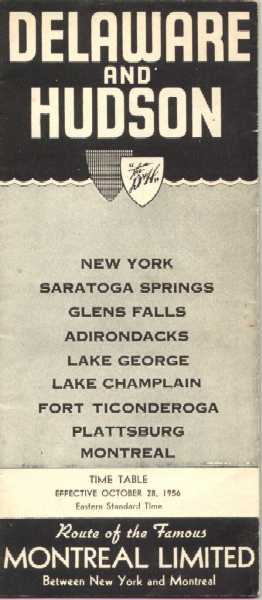 DELAWARE
AND
HUDSON
"The
D&H"
NEW YORK
SARATOGA SPRINGS
GLENS FALLS
ADIRONDACKS
LAKE GEORGE
LAKE CHAMPLAIN
FORT TICONDEROGA
PLATTSBURG
MONTREAL
TIME TABLE
EFFECTIVE OCTOBER 28, 1956
Eastern Standard Time
Route of the Famous
MONTREAL LIMITED
Between New York and Montreal